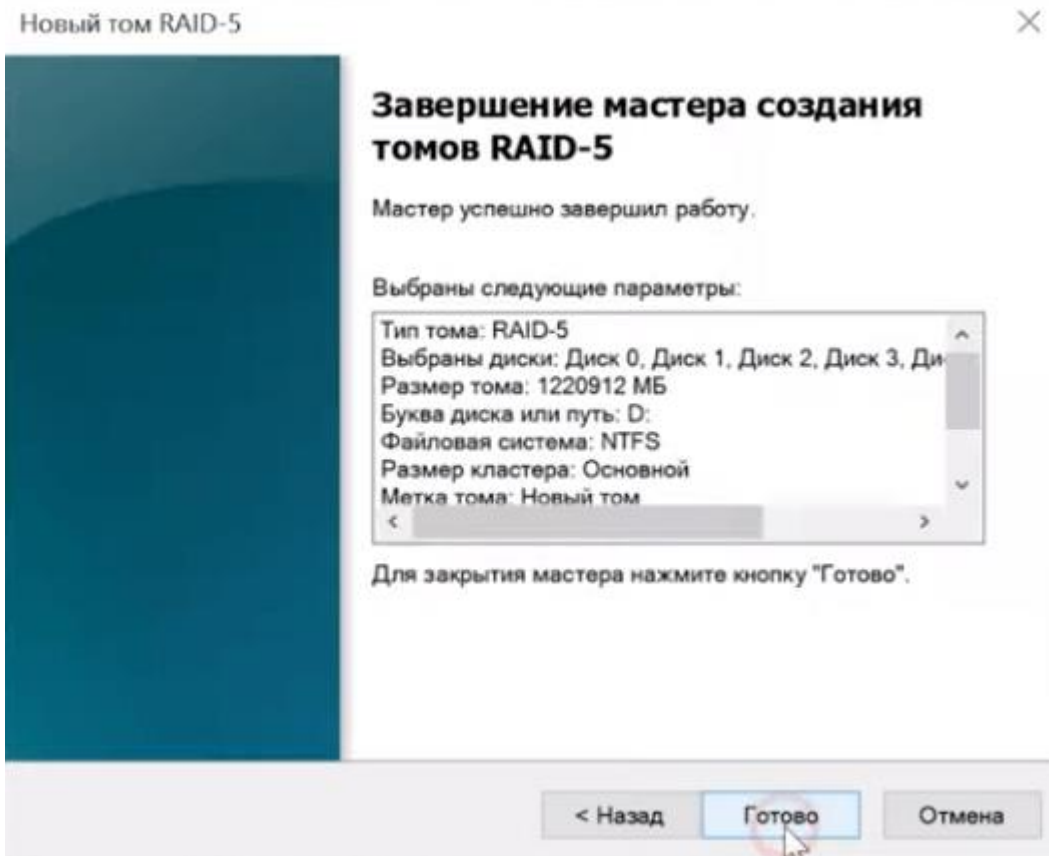 Новый том RAID-5
Завершение мастера создания
томов RAID-5
Мастер успешно завершил работу.
Выбраны следующие параметры:
Тип тома: RAID-5
Выбраны диски: Диск 0, Диск 1, Диск 2, Диск 3, Ди
Размер тома: 1220912 МБ
Буква диска или путь: D:
Файловая система: NTFS
Размер кластера: Основной
Метка тома: Новый том
Для закрытия мастера нажмите кнопку "Готово".
< Назад
Готово
Отмена